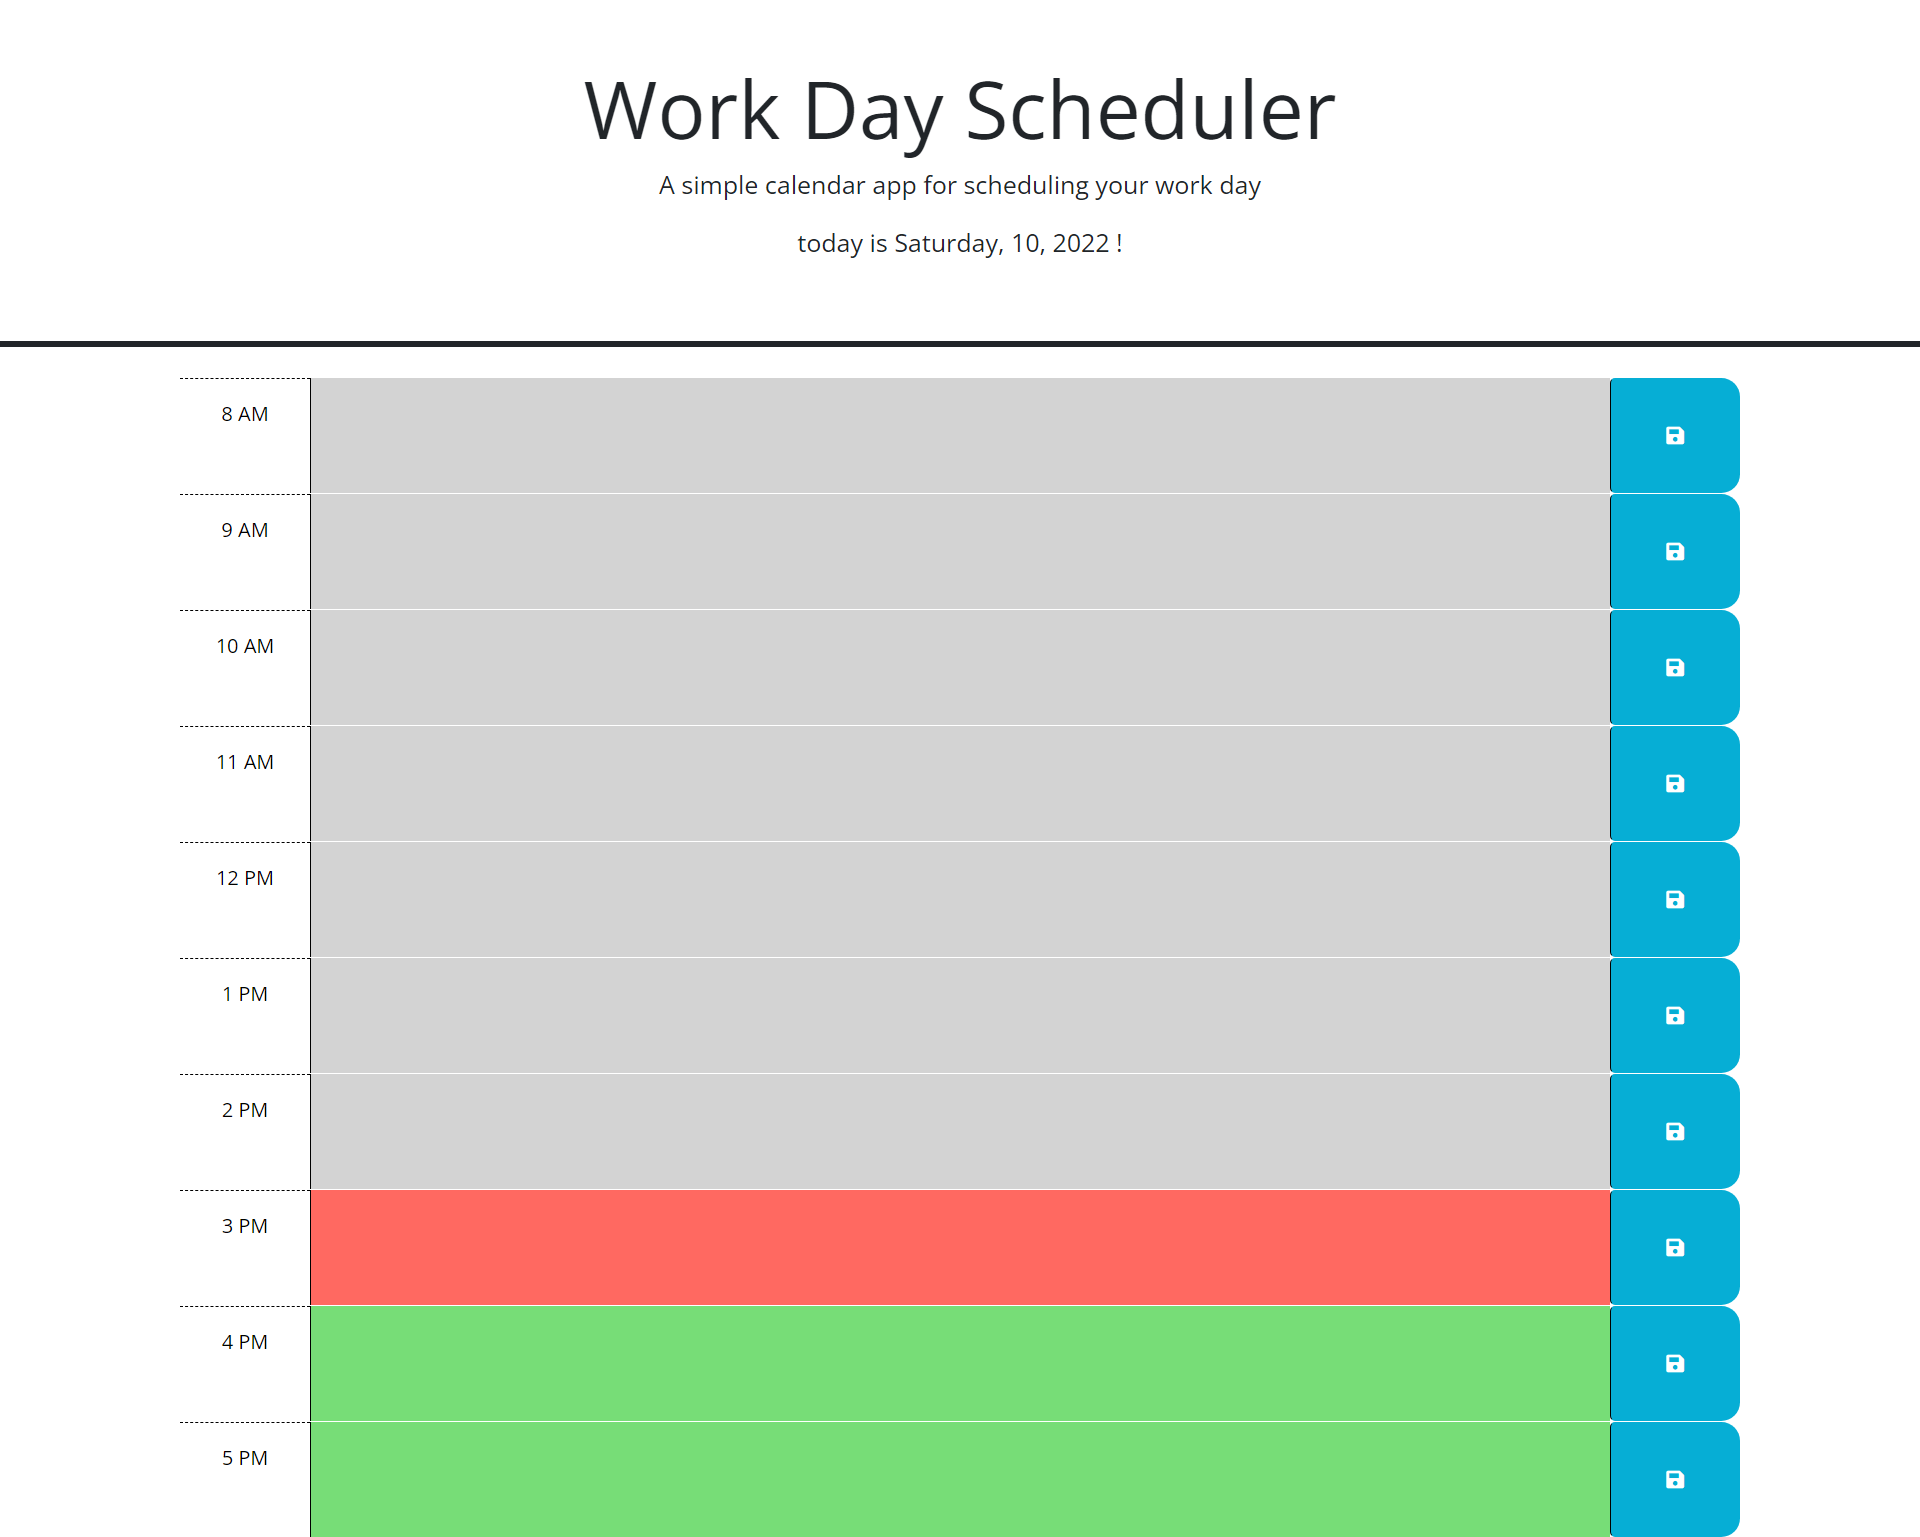 Work Day Scheduler
A simple calendar app for scheduling your work day
today is Saturday, 10, 2022 !
8 AM
9 AM
10 AM
11 AM
12 PM
1 PM
2 PM
3 PM
4 PM
5 PM